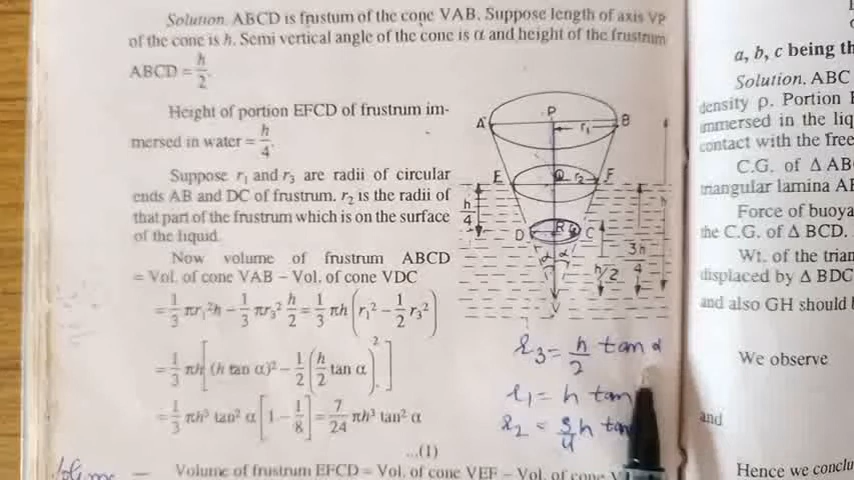 Solution. ABCD is frustum of the cone VAB. Suppose length of axis VP
of the cone is h. Semi vertical angle of the cone is α and height of the frustrum
ABCD = h/2.
Height of portion EFCD of frustrum im-
mersed in water = h/4.
Suppose r₁ and r₃ are radii of circular
ends AB and DC of frustrum. r₂ is the radii of
that part of the frustrum which is on the surface
of the liquid.
Now volume of frustrum ABCD
= Vol. of cone VAB – Vol. of cone VDC
= 1/3 πr₁²h – 1/3 πr₃² h/2 = 1/3 πh (r₁² – 1/2 r₃²)
= 1/3 πh [(h tan α)² – 1/2 (h/2 tan α)²]
= 1/3 πh³ tan² α [1 – 1/8] = 7/24 πh³ tan² α
...(1)
Volume of frustrum EFCD = Vol. of cone VEF – Vol. of cone V
A P B
r₁
E Q r₂ F
h/4
D R C
α α
h/2
3h/4
h
V
r₃ = h/2 tan α
r₁ = h tan
r₂ = 3/4 h tan
a, b, c being th
Solution. ABC
density ρ. Portion
immersed in the liq
contact with the free
C.G. of Δ AB
triangular lamina AB
Force of buoya
the C.G. of Δ BCD.
Wt. of the trian
displaced by Δ BDC
and also GH should b
We observe
and
Hence we conclu